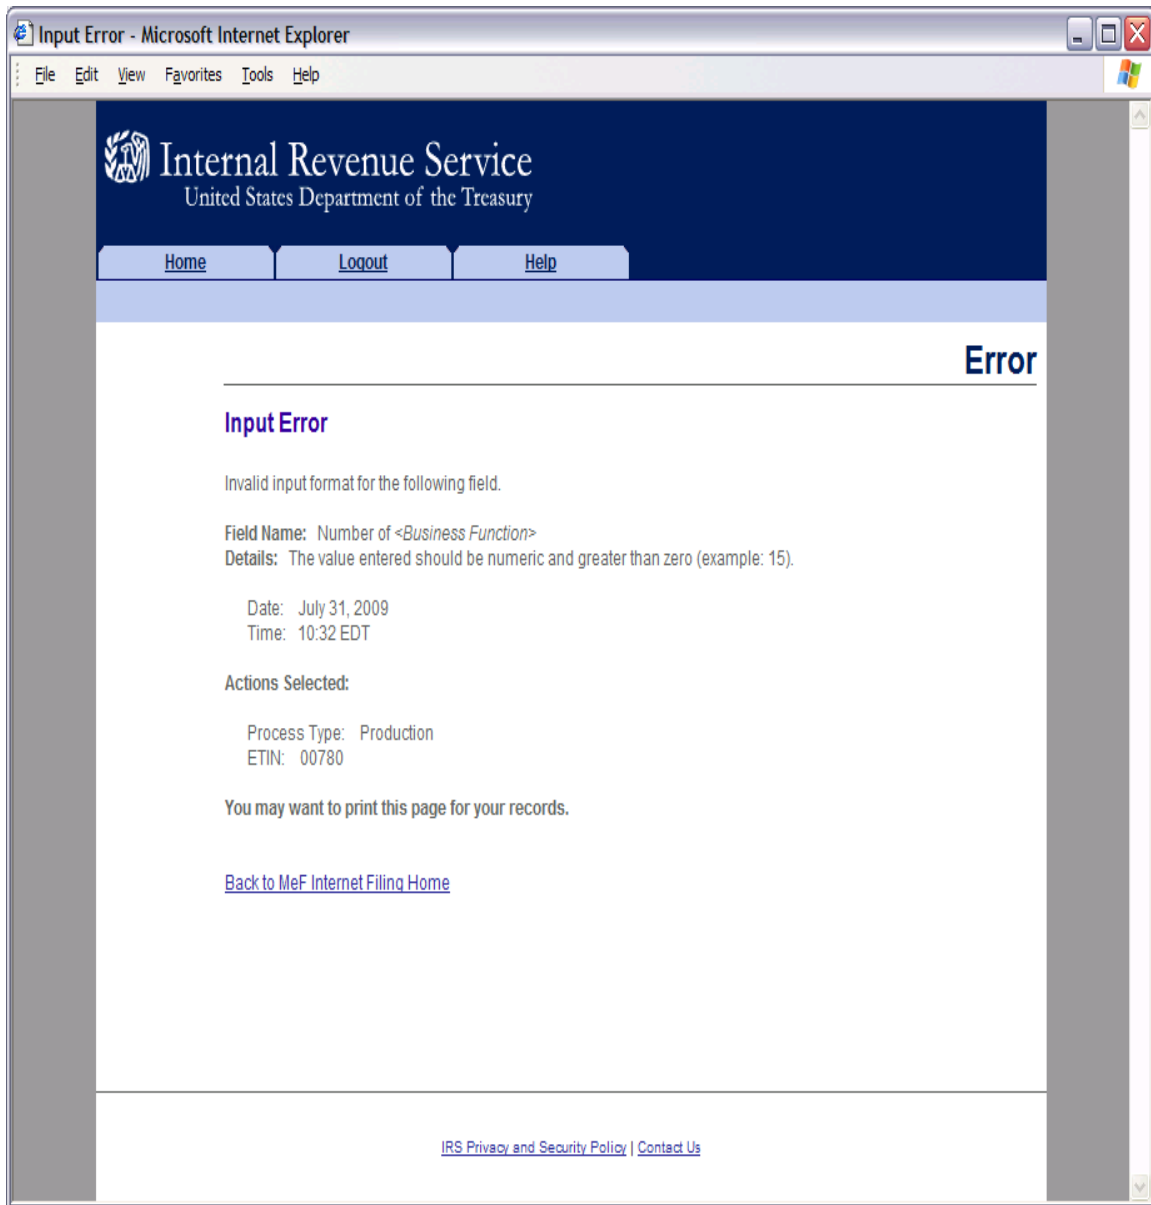 Input Error - Microsoft Internet Explorer
File Edit View Favorites Tools Help
Internal Revenue Service
United States Department of the Treasury
Home Logout Help
Error
Input Error
Invalid input format for the following field.
Field Name: Number of <Business Function>
Details: The value entered should be numeric and greater than zero (example: 15).
Date: July 31, 2009
Time: 10:32 EDT
Actions Selected:
Process Type: Production
ETIN: 00780
You may want to print this page for your records.
Back to MeF Internet Filing Home
IRS Privacy and Security Policy | Contact Us